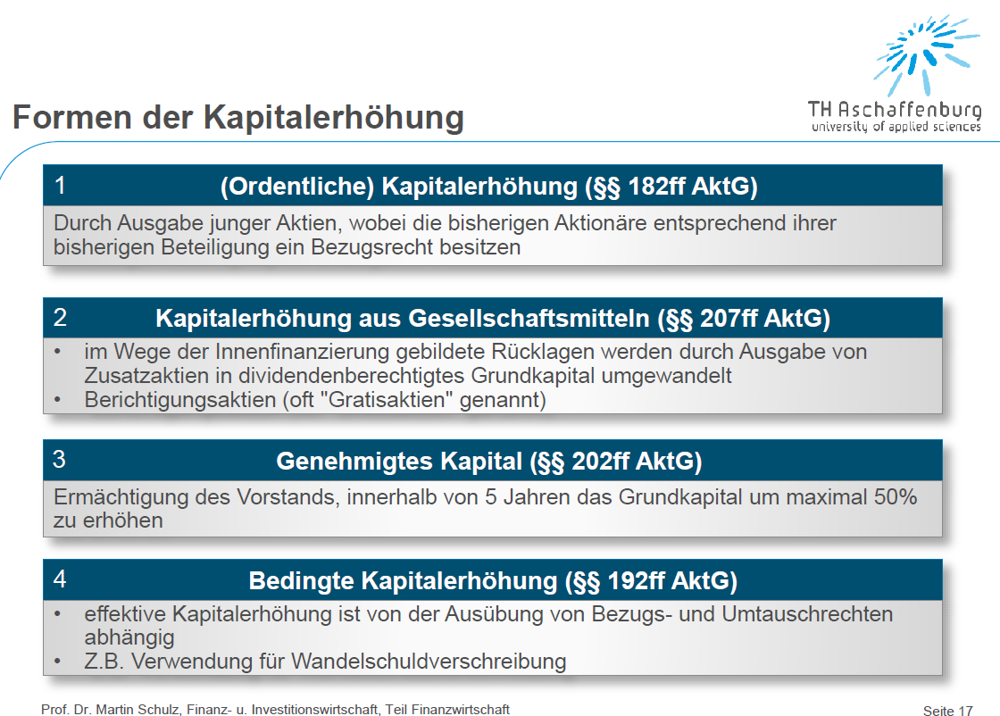 TH Aschaffenburg
university of applied sciences
Formen der Kapitalerhöhung
1 (Ordentliche) Kapitalerhöhung (§§ 182ff AktG)
Durch Ausgabe junger Aktien, wobei die bisherigen Aktionäre entsprechend ihrer
bisherigen Beteiligung ein Bezugsrecht besitzen
2 Kapitalerhöhung aus Gesellschaftsmitteln (§§ 207ff AktG)
• im Wege der Innenfinanzierung gebildete Rücklagen werden durch Ausgabe von
Zusatzaktien in dividendenberechtigtes Grundkapital umgewandelt
• Berichtigungsaktien (oft "Gratisaktien" genannt)
3 Genehmigtes Kapital (§§ 202ff AktG)
Ermächtigung des Vorstands, innerhalb von 5 Jahren das Grundkapital um maximal 50%
zu erhöhen
4 Bedingte Kapitalerhöhung (§§ 192ff AktG)
• effektive Kapitalerhöhung ist von der Ausübung von Bezugs- und Umtauschrechten
abhängig
• Z.B. Verwendung für Wandelschuldverschreibung
Prof. Dr. Martin Schulz, Finanz- u. Investitionswirtschaft, Teil Finanzwirtschaft
Seite 17